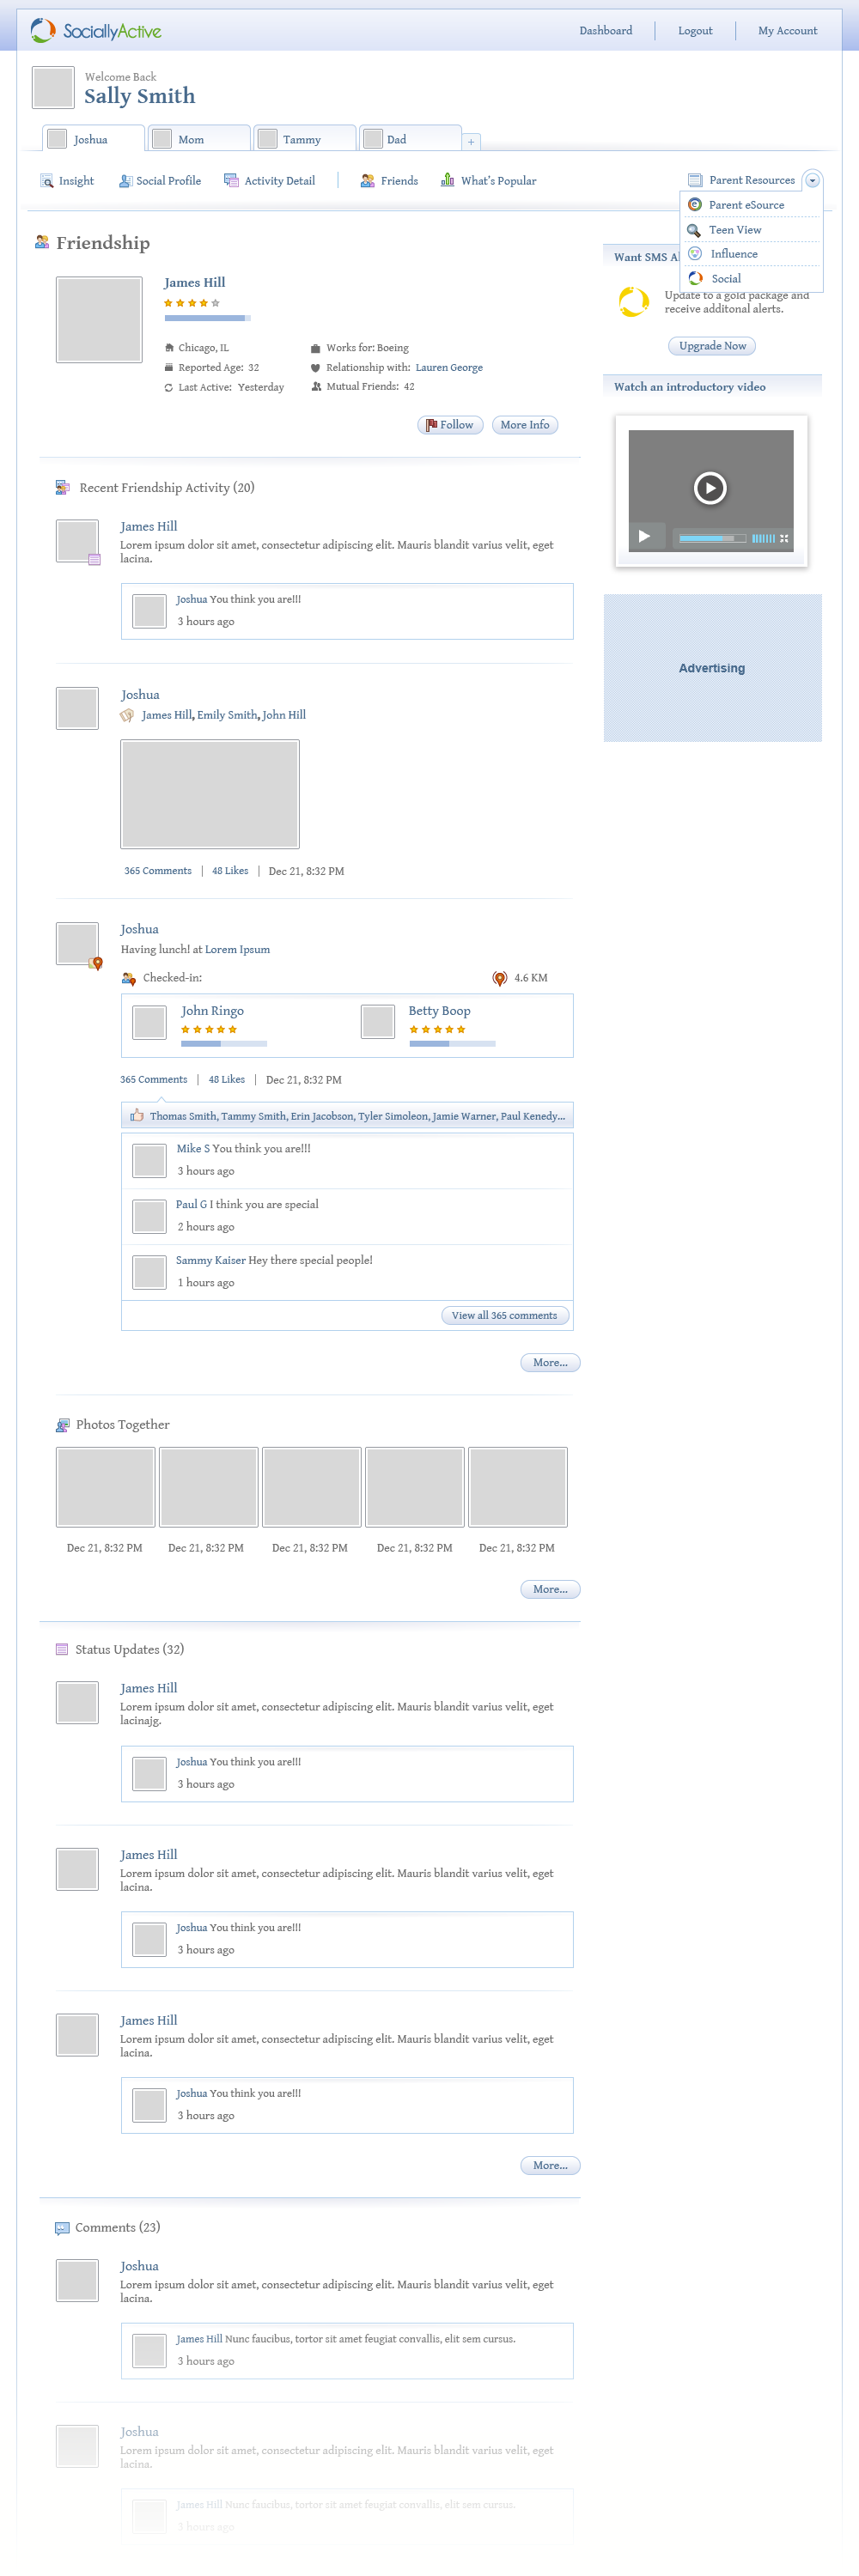 SociallyActive
Dashboard Logout My Account
Welcome Back
Sally Smith
Joshua Mom Tammy Dad +
Insight Social Profile Activity Detail Friends What's Popular Parent Resources
Parent eSource
Teen View
Influence
Social
Friendship
Want SMS Al
Update to a gold package and
receive additonal alerts.
Upgrade Now
Watch an introductory video
Advertising
James Hill
Chicago, IL Works for: Boeing
Reported Age: 32 Relationship with: Lauren George
Last Active: Yesterday Mutual Friends: 42
Follow More Info
Recent Friendship Activity (20)
James Hill
Lorem ipsum dolor sit amet, consectetur adipiscing elit. Mauris blandit varius velit, eget
lacina.
Joshua You think you are!!!
3 hours ago
Joshua
James Hill, Emily Smith, John Hill
365 Comments | 48 Likes | Dec 21, 8:32 PM
Joshua
Having lunch! at Lorem Ipsum
Checked-in: 4.6 KM
John Ringo Betty Boop
365 Comments | 48 Likes | Dec 21, 8:32 PM
Thomas Smith, Tammy Smith, Erin Jacobson, Tyler Simoleon, Jamie Warner, Paul Kenedy...
Mike S You think you are!!!
3 hours ago
Paul G I think you are special
2 hours ago
Sammy Kaiser Hey there special people!
1 hours ago
View all 365 comments
More...
Photos Together
Dec 21, 8:32 PM Dec 21, 8:32 PM Dec 21, 8:32 PM Dec 21, 8:32 PM Dec 21, 8:32 PM
More...
Status Updates (32)
James Hill
Lorem ipsum dolor sit amet, consectetur adipiscing elit. Mauris blandit varius velit, eget
lacinajg.
Joshua You think you are!!!
3 hours ago
James Hill
Lorem ipsum dolor sit amet, consectetur adipiscing elit. Mauris blandit varius velit, eget
lacina.
Joshua You think you are!!!
3 hours ago
James Hill
Lorem ipsum dolor sit amet, consectetur adipiscing elit. Mauris blandit varius velit, eget
lacina.
Joshua You think you are!!!
3 hours ago
More...
Comments (23)
Joshua
Lorem ipsum dolor sit amet, consectetur adipiscing elit. Mauris blandit varius velit, eget
lacina.
James Hill Nunc faucibus, tortor sit amet feugiat convallis, elit sem cursus.
3 hours ago
Joshua
Lorem ipsum dolor sit amet, consectetur adipiscing elit. Mauris blandit varius velit, eget
lacina.
James Hill Nunc faucibus, tortor sit amet feugiat convallis, elit sem cursus.
3 hours ago